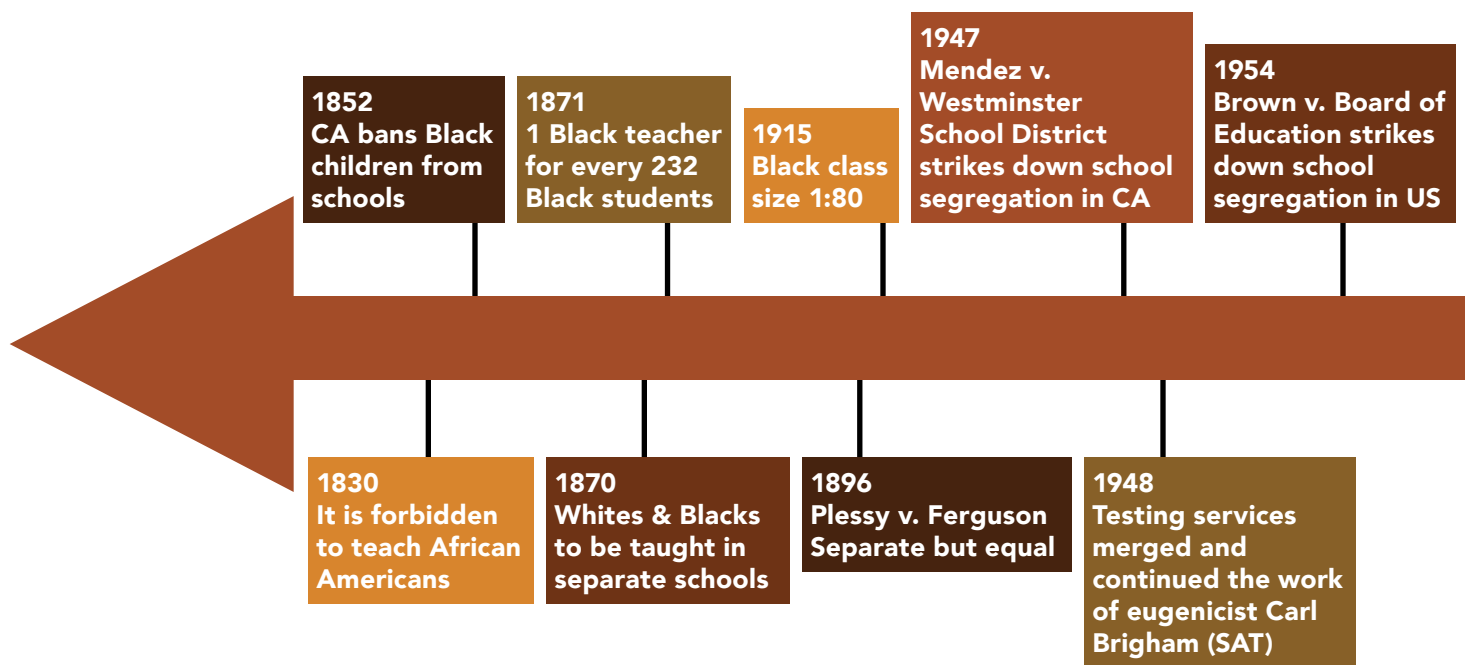 1852
CA bans Black
children from
schools
1871
1 Black teacher
for every 232
Black students
1915
Black class
size 1:80
1947
Mendez v.
Westminster
School District
strikes down school
segregation in CA
1954
Brown v. Board of
Education strikes
down school
segregation in US
1830
It is forbidden
to teach African
Americans
1870
Whites & Blacks
to be taught in
separate schools
1896
Plessy v. Ferguson
Separate but equal
1948
Testing services
merged and
continued the work
of eugenicist Carl
Brigham (SAT)